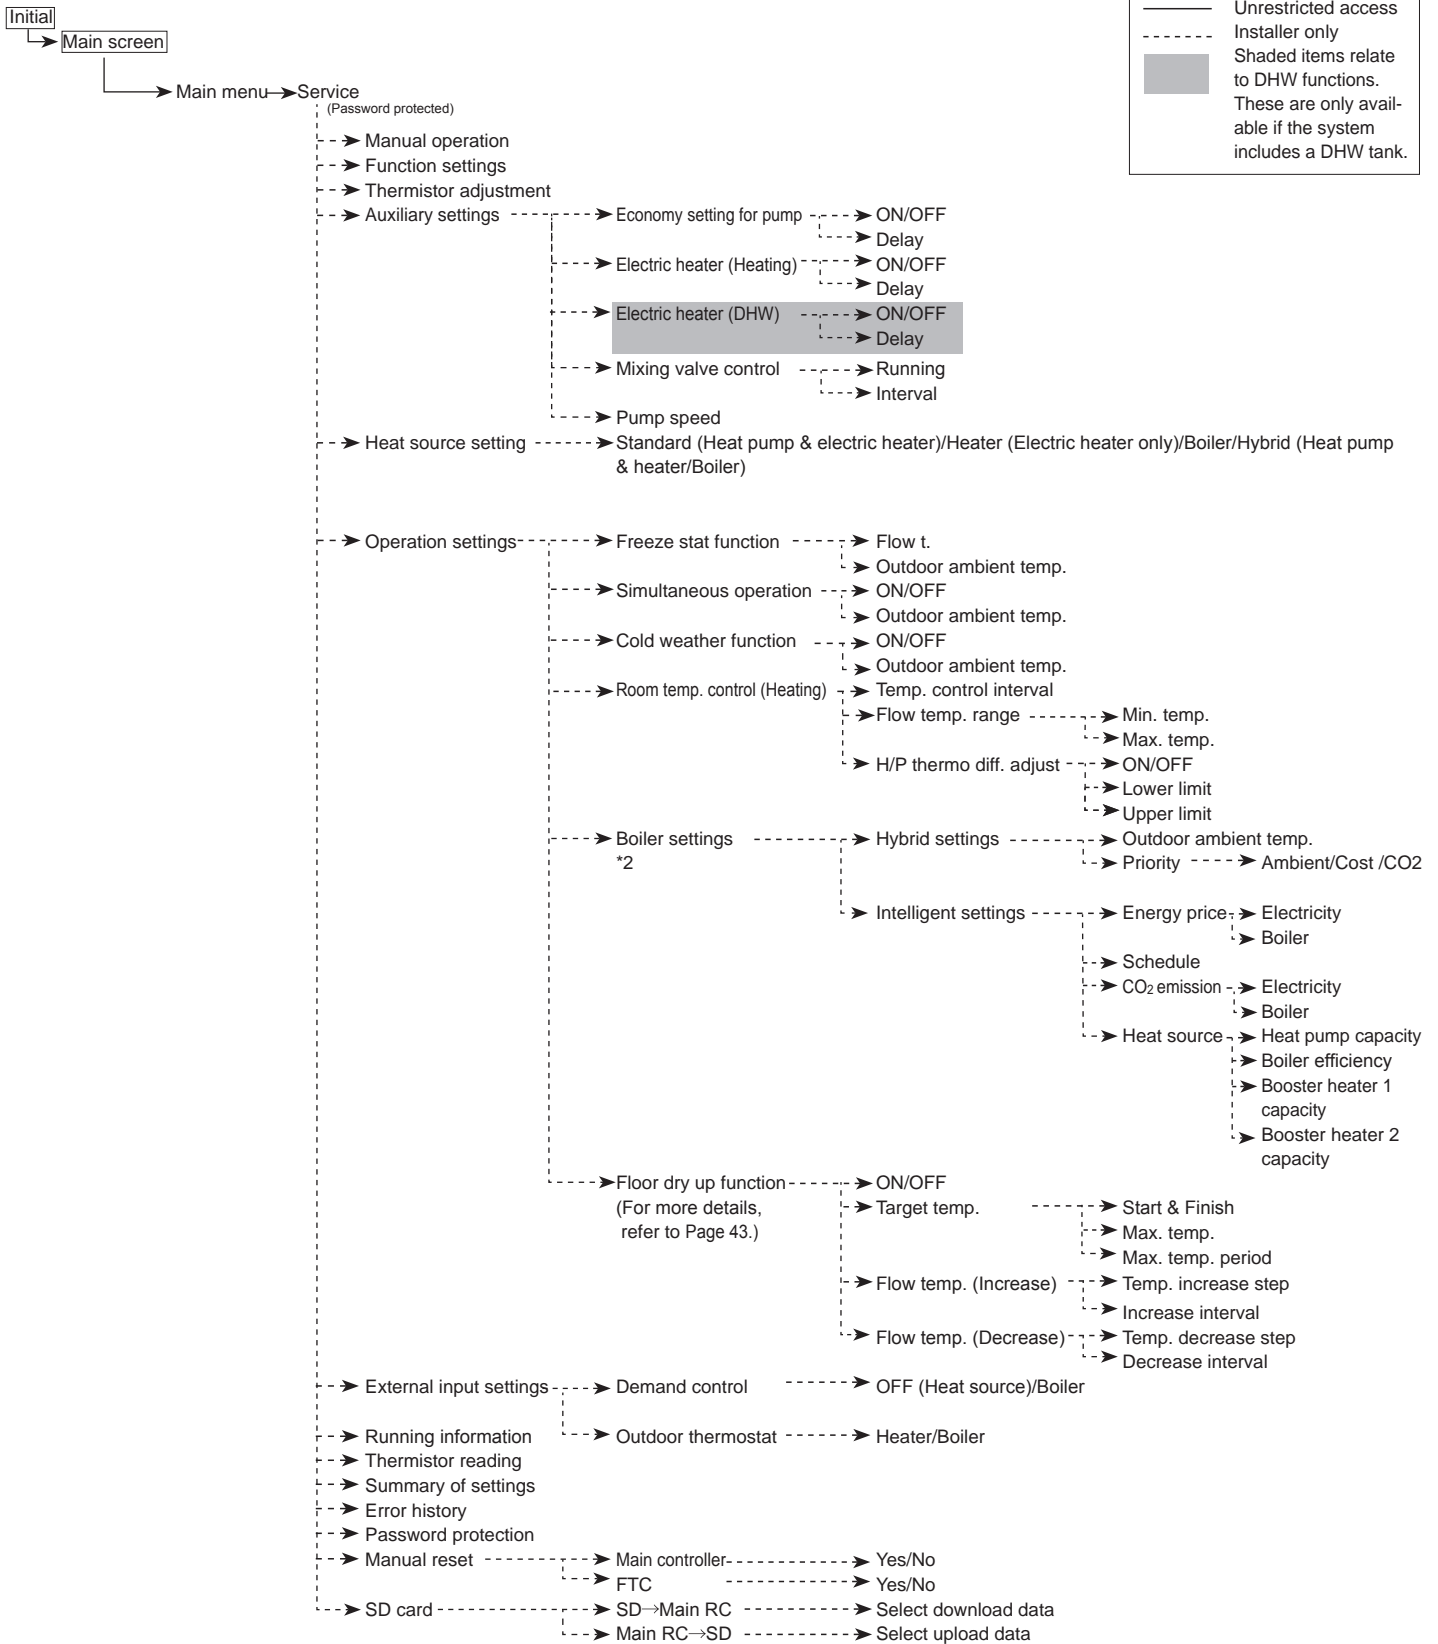 Initial
Main screen
Main menu
Service
(Password protected)
Unrestricted access
Installer only
Shaded items relate
to DHW functions.
These are only avail-
able if the system
includes a DHW tank.
Manual operation
Function settings
Thermistor adjustment
Auxiliary settings
Economy setting for pump
ON/OFF
Delay
Electric heater (Heating)
ON/OFF
Delay
Electric heater (DHW)
ON/OFF
Delay
Mixing valve control
Running
Interval
Pump speed
Heat source setting
Standard (Heat pump & electric heater)/Heater (Electric heater only)/Boiler/Hybrid (Heat pump
& heater/Boiler)
Operation settings
Freeze stat function
Flow t.
Outdoor ambient temp.
Simultaneous operation
ON/OFF
Outdoor ambient temp.
Cold weather function
ON/OFF
Outdoor ambient temp.
Room temp. control (Heating)
Temp. control interval
Flow temp. range
Min. temp.
Max. temp.
H/P thermo diff. adjust
ON/OFF
Lower limit
Upper limit
Boiler settings
*2
Hybrid settings
Outdoor ambient temp.
Priority
Ambient/Cost /CO2
Intelligent settings
Energy price
Electricity
Boiler
Schedule
CO2 emission
Electricity
Boiler
Heat source
Heat pump capacity
Boiler efficiency
Booster heater 1
capacity
Booster heater 2
capacity
Floor dry up function
(For more details,
refer to Page 43.)
ON/OFF
Target temp.
Start & Finish
Max. temp.
Max. temp. period
Flow temp. (Increase)
Temp. increase step
Increase interval
Flow temp. (Decrease)
Temp. decrease step
Decrease interval
External input settings
Demand control
OFF (Heat source)/Boiler
Outdoor thermostat
Heater/Boiler
Running information
Thermistor reading
Summary of settings
Error history
Password protection
Manual reset
Main controller
Yes/No
FTC
Yes/No
SD card
SD→Main RC
Select download data
Main RC→SD
Select upload data